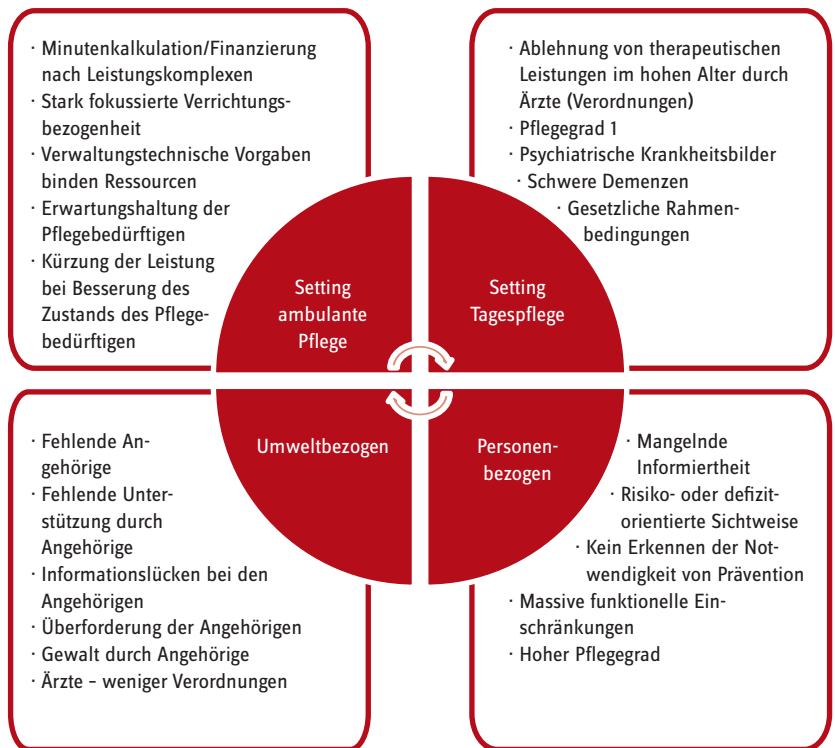 · Minutenkalkulation/Finanzierung
nach Leistungskomplexen
· Stark fokussierte Verrichtungs-
bezogenheit
· Verwaltungstechnische Vorgaben
binden Ressourcen
· Erwartungshaltung der
Pflegebedürftigen
· Kürzung der Leistung
bei Besserung des
Zustands des Pflege-
bedürftigen
Setting
ambulante
Pflege
· Ablehnung von therapeutischen
Leistungen im hohen Alter durch
Ärzte (Verordnungen)
· Pflegegrad 1
· Psychiatrische Krankheitsbilder
· Schwere Demenzen
· Gesetzliche Rahmen-
bedingungen
Setting
Tagespflege
· Fehlende An-
gehörige
· Fehlende Unter-
stützung durch
Angehörige
· Informationslücken bei den
Angehörigen
· Überforderung der Angehörigen
· Gewalt durch Angehörige
· Ärzte – weniger Verordnungen
Umweltbezogen
Personen-
bezogen
· Mangelnde
Informiertheit
· Risiko- oder defizit-
orientierte Sichtweise
· Kein Erkennen der Not-
wendigkeit von Prävention
· Massive funktionelle Ein-
schränkungen
· Hoher Pflegegrad